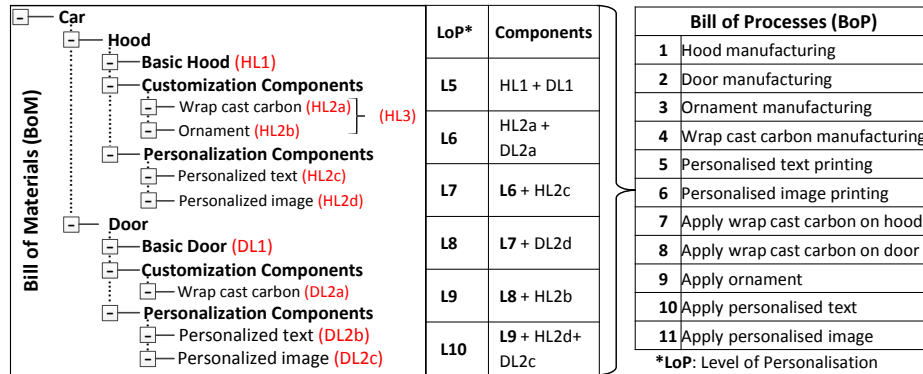 Bill of Materials (BoM)
Car
Hood
Basic Hood (HL1)
Customization Components
Wrap cast carbon (HL2a)
Ornament (HL2b)
(HL3)
Personalization Components
Personalized text (HL2c)
Personalized image (HL2d)
Door
Basic Door (DL1)
Customization Components
Wrap cast carbon (DL2a)
Personalization Components
Personalized text (DL2b)
Personalized image (DL2c)
LoP* Components
L5 HL1 + DL1
L6 HL2a +
DL2a
L7 L6 + HL2c
L8 L7 + DL2d
L9 L8 + HL2b
L10 L9 + HL2d+
DL2c
Bill of Processes (BoP)
1 Hood manufacturing
2 Door manufacturing
3 Ornament manufacturing
4 Wrap cast carbon manufacturing
5 Personalised text printing
6 Personalised image printing
7 Apply wrap cast carbon on hood
8 Apply wrap cast carbon on door
9 Apply ornament
10 Apply personalised text
11 Apply personalised image
*LoP: Level of Personalisation